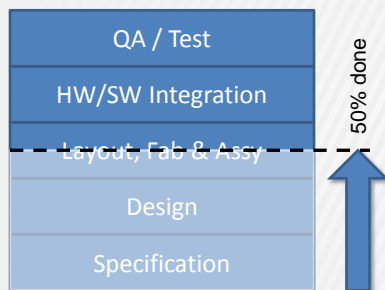 QA / Test
HW/SW Integration
Layout, Fab & Assy
Design
Specification
50% done